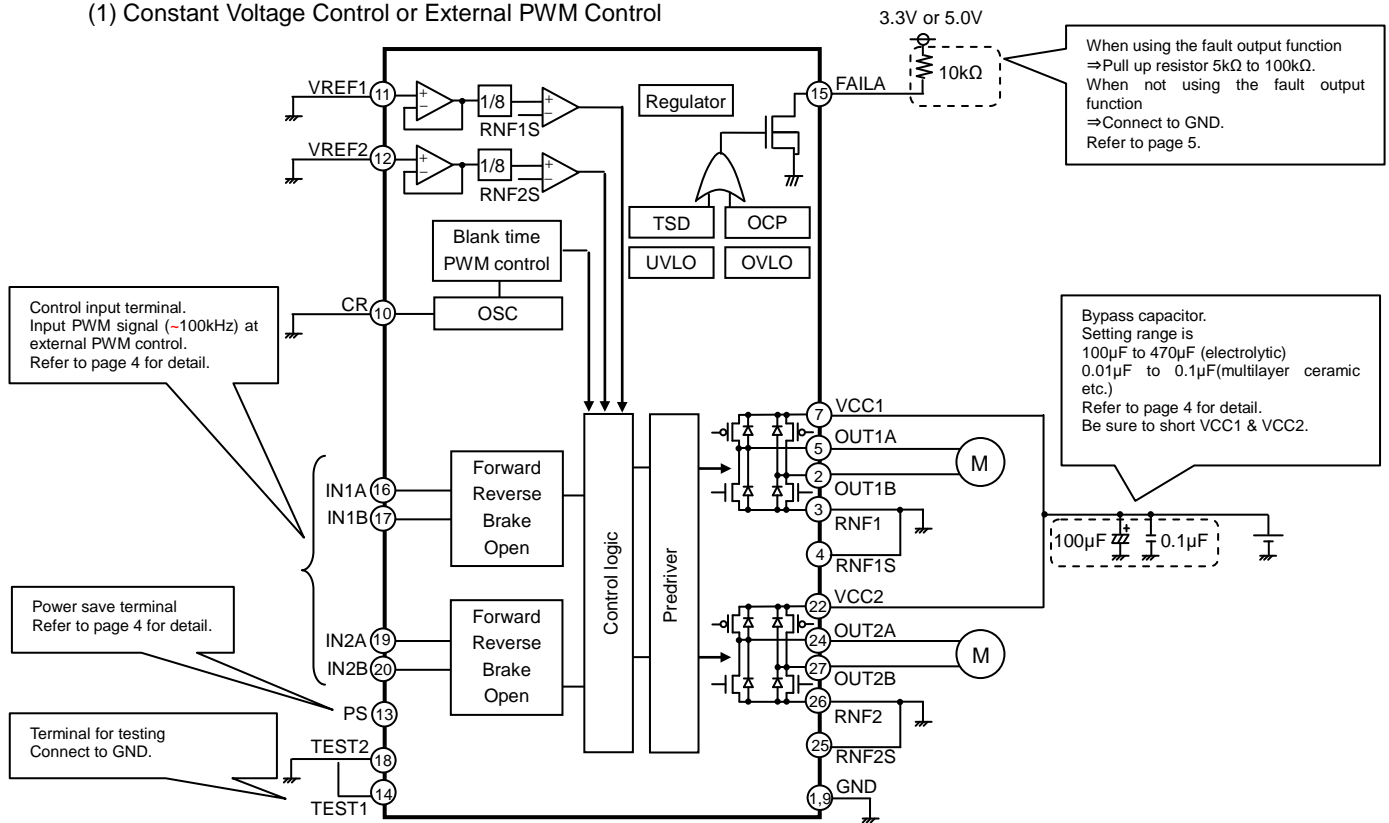 (1) Constant Voltage Control or External PWM Control
3.3V or 5.0V
10kΩ
When using the fault output function
⇒Pull up resistor 5kΩ to 100kΩ.
When not using the fault output
function
⇒Connect to GND.
Refer to page 5.
VREF1
11
1/8
RNF1S
Regulator
15
FAILA
VREF2
12
1/8
RNF2S
TSD
OCP
UVLO
OVLO
Blank time
PWM control
CR
10
OSC
Control input terminal.
Input PWM signal (~100kHz) at
external PWM control.
Refer to page 4 for detail.
Bypass capacitor.
Setting range is
100µF to 470µF (electrolytic)
0.01µF to 0.1µF(multilayer ceramic
etc.)
Refer to page 4 for detail.
Be sure to short VCC1 & VCC2.
IN1A
16
IN1B
17
Forward
Reverse
Brake
Open
Control logic
Predriver
7
VCC1
5
OUT1A
M
2
OUT1B
3
RNF1
4
RNF1S
100µF
+
0.1µF
Power save terminal
Refer to page 4 for detail.
IN2A
19
IN2B
20
Forward
Reverse
Brake
Open
22
VCC2
24
OUT2A
M
27
OUT2B
26
RNF2
25
RNF2S
PS
13
Terminal for testing
Connect to GND.
TEST2
18
14
TEST1
1,9
GND